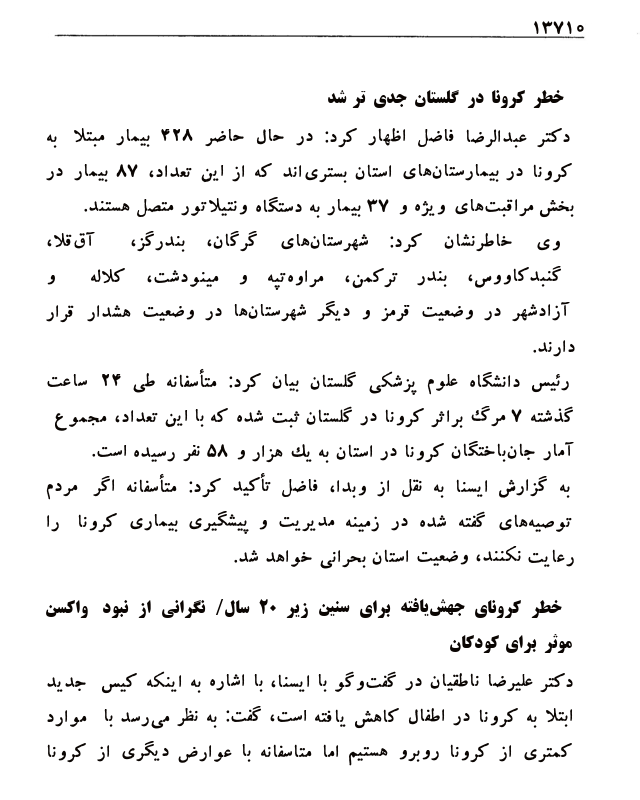 ۱۳۷۱۰
خطر کرونا در گلستان جدی تر شد
دکتر عبدالرضا فاضل اظهار کرد: در حال حاضر ۴۲۸ بیمار مبتلا به
کرونا در بیمارستان‌های استان بستری‌اند که از این تعداد، ۸۷ بیمار در
بخش مراقبت‌های ویژه و ۳۷ بیمار به دستگاه ونتیلاتور متصل هستند.
وی خاطرنشان کرد: شهرستان‌های گرگان، بندرگز، آق‌قلا،
گنبدکاووس، بندر ترکمن، مراوه‌تپه و مینودشت، کلاله و
آزادشهر در وضعیت قرمز و دیگر شهرستان‌ها در وضعیت هشدار قرار
دارند.
رئیس دانشگاه علوم پزشکی گلستان بیان کرد: متأسفانه طی ۲۴ ساعت
گذشته ۷ مرگ براثر کرونا در گلستان ثبت شده که با این تعداد، مجموع
آمار جان‌باختگان کرونا در استان به یك هزار و ۵۸ نفر رسیده است.
به گزارش ایسنا به نقل از وبدا، فاضل تأکید کرد: متأسفانه اگر مردم
توصیه‌های گفته شده در زمینه مدیریت و پیشگیری بیماری کرونا را
رعایت نکنند، وضعیت استان بحرانی خواهد شد.
خطر کرونای جهش‌یافته برای سنین زیر ۲۰ سال/ نگرانی از نبود واکسن
موثر برای کودکان
دکتر علیرضا ناطقیان در گفت‌وگو با ایسنا، با اشاره به اینکه کیس جدید
ابتلا به کرونا در اطفال کاهش یافته است، گفت: به نظر می‌رسد با موارد
کمتری از کرونا روبرو هستیم اما متاسفانه با عوارض دیگری از کرونا